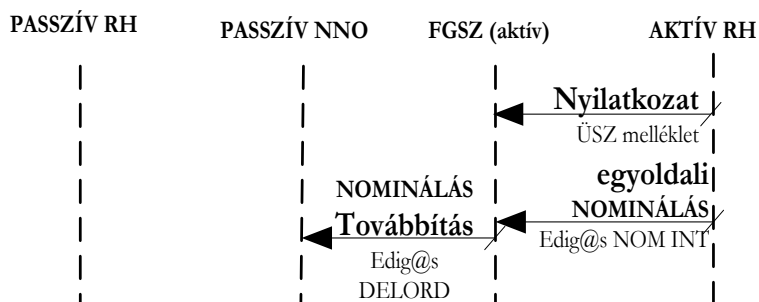 PASSZÍV RH
PASSZÍV NNO
FGSZ (aktív)
AKTÍV RH
Nyilatkozat
ÜSZ melléklet
egyoldali
NOMINÁLÁS
Edig@s NOM INT
NOMINÁLÁS
Továbbítás
Edig@s
DELORD